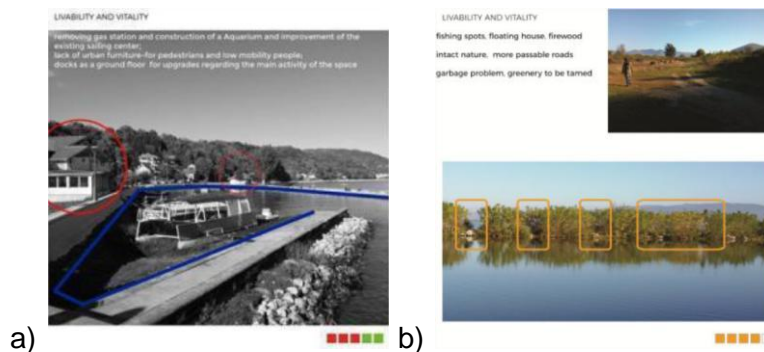 LIVABILITY AND VITALITY
removing gas station and construction of a Aquarium and improvement of the
existing sailing center;
lack of urban furniture-for pedestrians and low mobility people;
docks as a ground floor for upgrades regarding the main activity of the space
a)
LIVABILITY AND VITALITY
fishing spots, floating house, firewood
intact nature, more passable roads
garbage problem, greenery to be tamed
b)